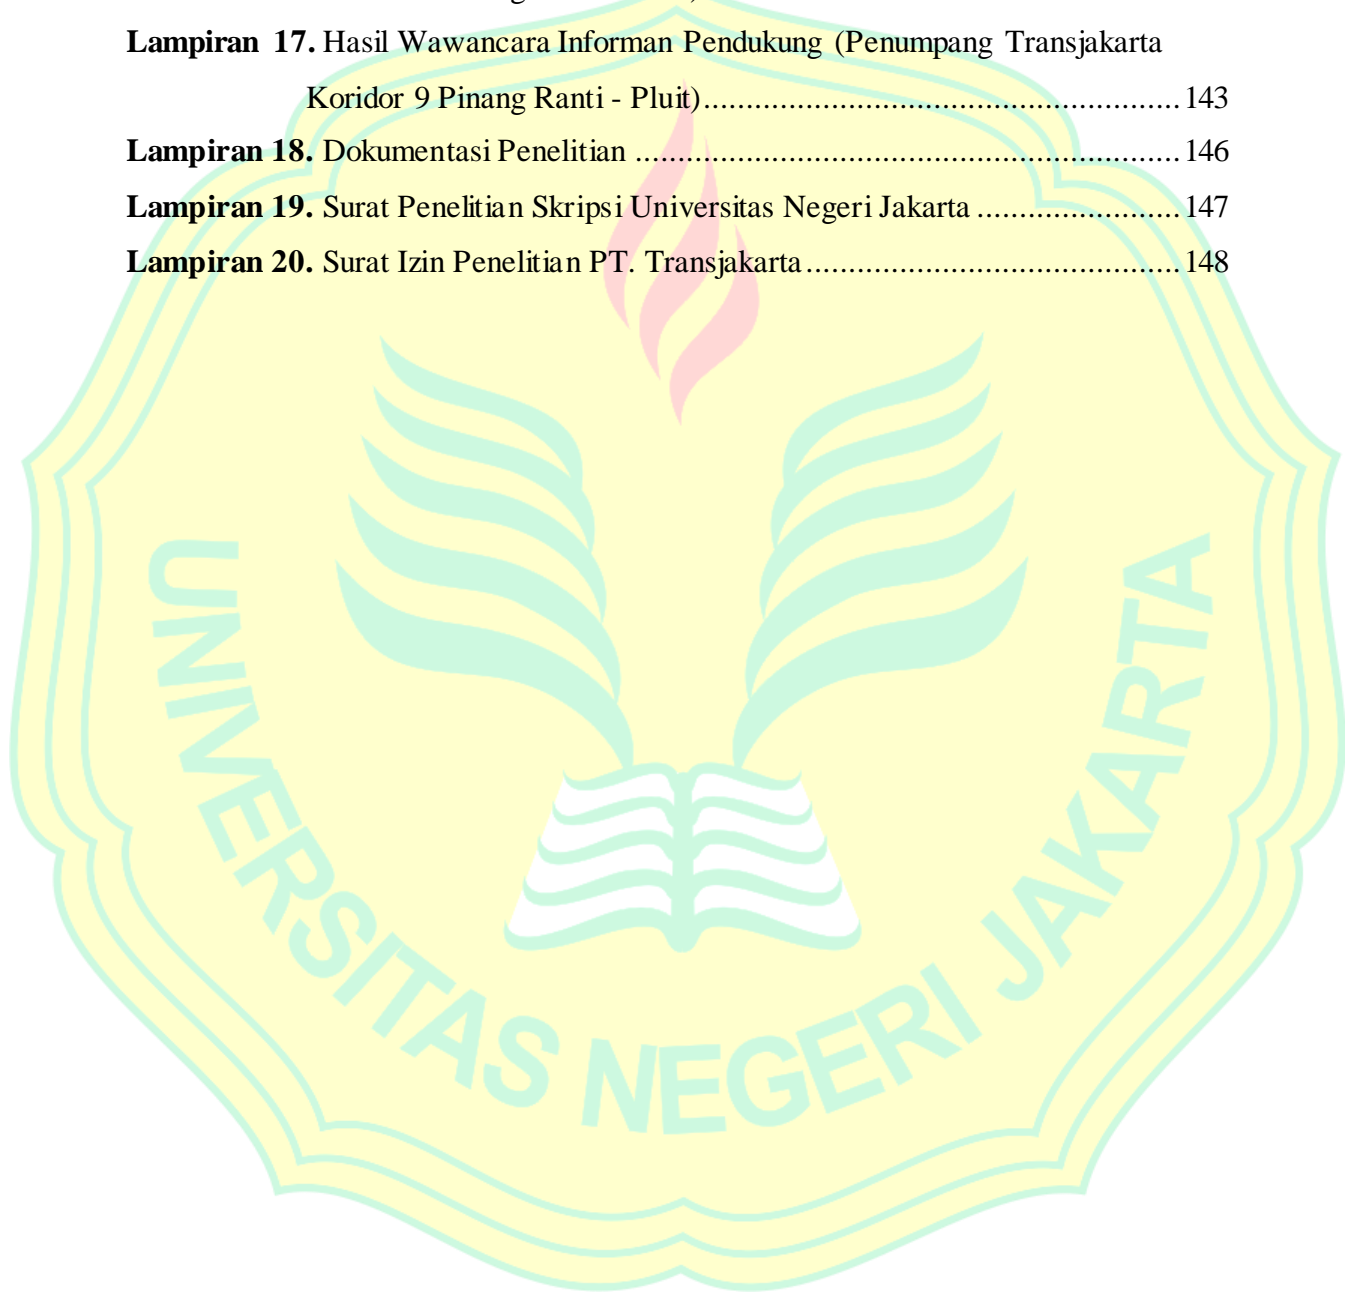 Lampiran 17. Hasil Wawancara Informan Pendukung (Penumpang Transjakarta
Koridor 9 Pinang Ranti - Pluit)........................................................143
Lampiran 18. Dokumentasi Penelitian ................................................................146
Lampiran 19. Surat Penelitian Skripsi Universitas Negeri Jakarta ........................147
Lampiran 20. Surat Izin Penelitian PT. Transjakarta............................................148
UNIVERSITAS NEGERI JAKARTA